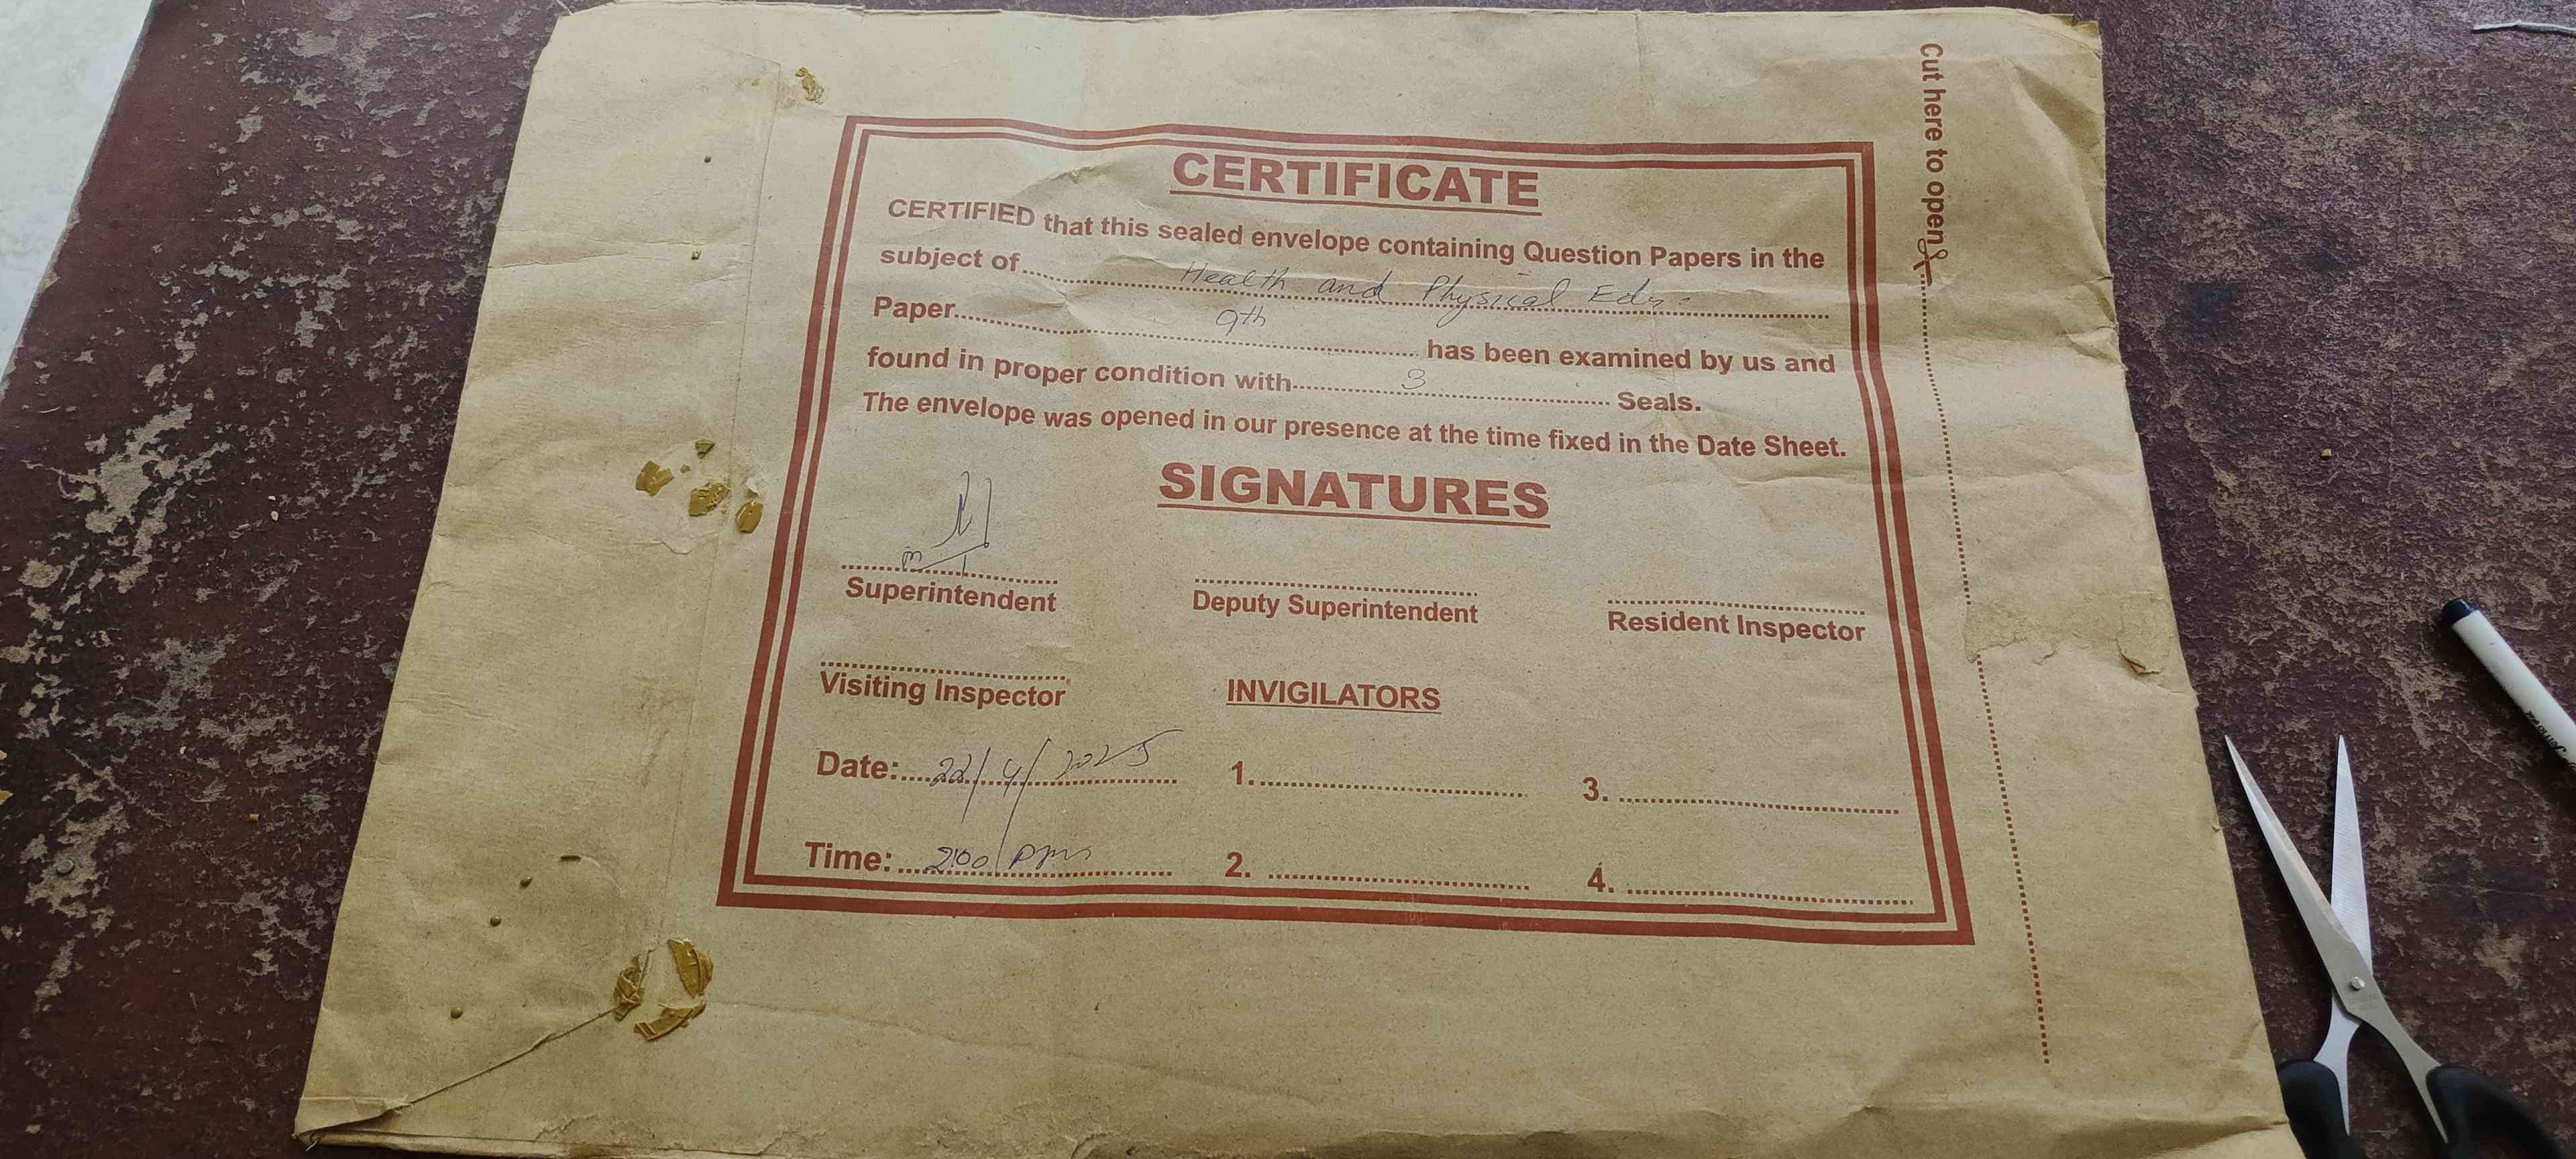 Cut here to open
CERTIFICATE
CERTIFIED that this sealed envelope containing Question Papers in the
subject of Health and Physical Edu.
Paper 9th has been examined by us and
found in proper condition with 3 Seals.
The envelope was opened in our presence at the time fixed in the Date Sheet.
SIGNATURES
Superintendent
Deputy Superintendent
Resident Inspector
Visiting Inspector
INVIGILATORS
Date: 22/4/2025 1. 3.
Time: 2:00 pm 2. 4.